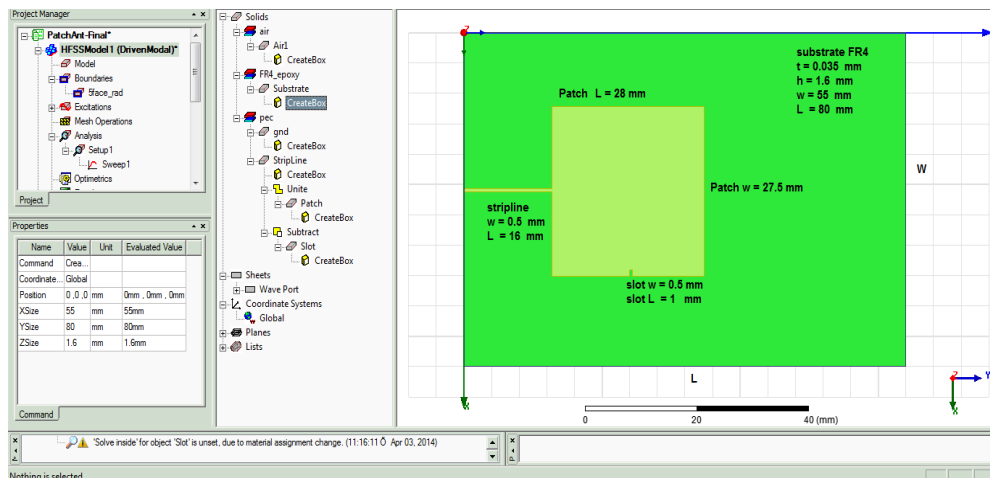 Project Manager
PatchAnt-Final*
HFSSModel1 (DrivenModal)*
Model
Boundaries
5face_rad
Excitations
Mesh Operations
Analysis
Setup1
Sweep1
Optimetrics
Project
Properties
Name Value Unit Evaluated Value
Command Crea...
Coordinate... Global
Position 0 ,0 ,0 mm 0mm , 0mm , 0mm
XSize 55 mm 55mm
YSize 80 mm 80mm
ZSize 1.6 mm 1.6mm
Command
Solids
air
Air1
CreateBox
FR4_epoxy
Substrate
CreateBox
pec
gnd
CreateBox
StripLine
CreateBox
Unite
Patch
CreateBox
Subtract
Slot
CreateBox
Sheets
Wave Port
Coordinate Systems
Global
Planes
Lists
Z
substrate FR4
t = 0.035 mm
h = 1.6 mm
w = 55 mm
L = 80 mm
Patch L = 28 mm
W
Patch w = 27.5 mm
stripline
w = 0.5 mm
L = 16 mm
slot w = 0.5 mm
slot L = 1 mm
L
Z
Y
X
X
0 20 40 (mm)
'Solve inside' for object 'Slot' is unset, due to material assignment change. (11:16:11 Õ Apr 03, 2014)
Nothing is selected